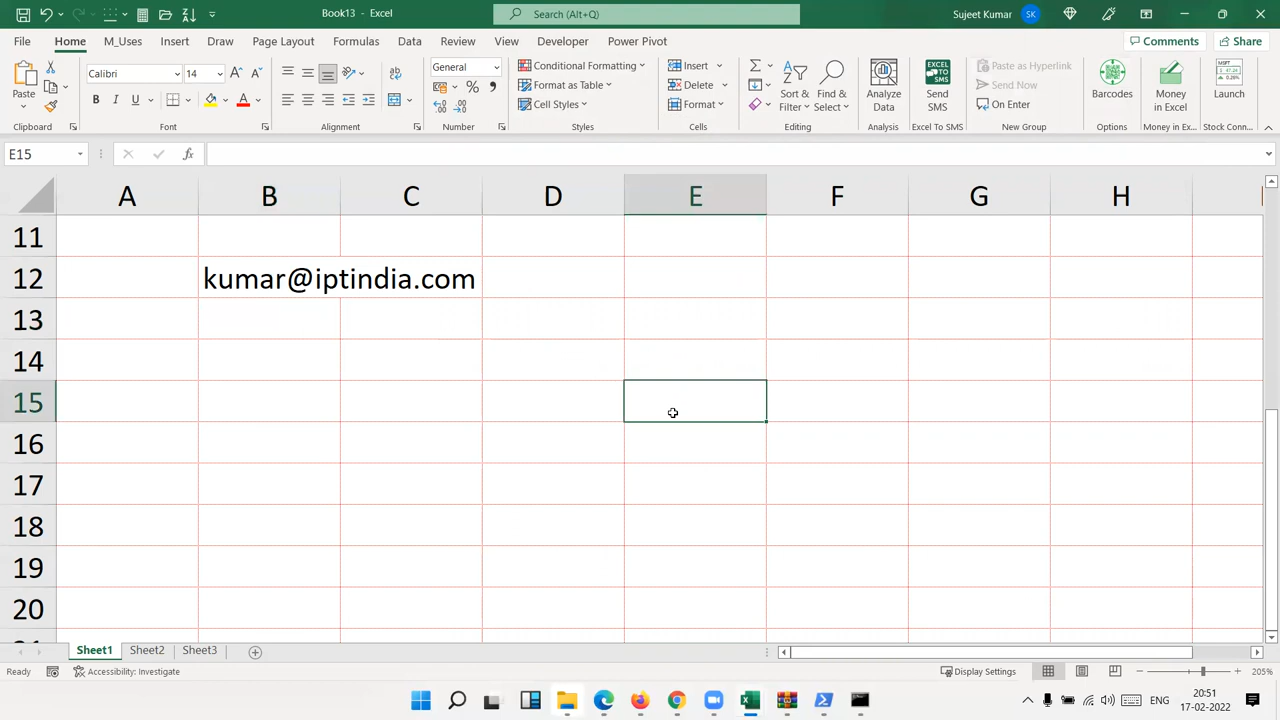 Book13 - Excel
Search (Alt+Q)
Sujeet Kumar
SK
File Home M_Uses Insert Draw Page Layout Formulas Data Review View Developer Power Pivot
Comments
Share
Paste
Clipboard
Calibri 14
B I U
Font
Alignment
General
Number
Conditional Formatting
Format as Table
Cell Styles
Styles
Insert
Delete
Format
Cells
Sort & Filter
Find & Select
Editing
Analyze Data
Analysis
Send SMS
Excel To SMS
Paste as Hyperlink
Send Now
On Enter
New Group
Barcodes
Options
Money in Excel
Money in Ex...
Launch
Stock Conn...
E15
fx
A B C D E F G H
11
12 kumar@iptindia.com
13
14
15
16
17
18
19
20
Sheet1 Sheet2 Sheet3
Ready
Accessibility: Investigate
Display Settings
205%
ENG
20:51
17-02-2022